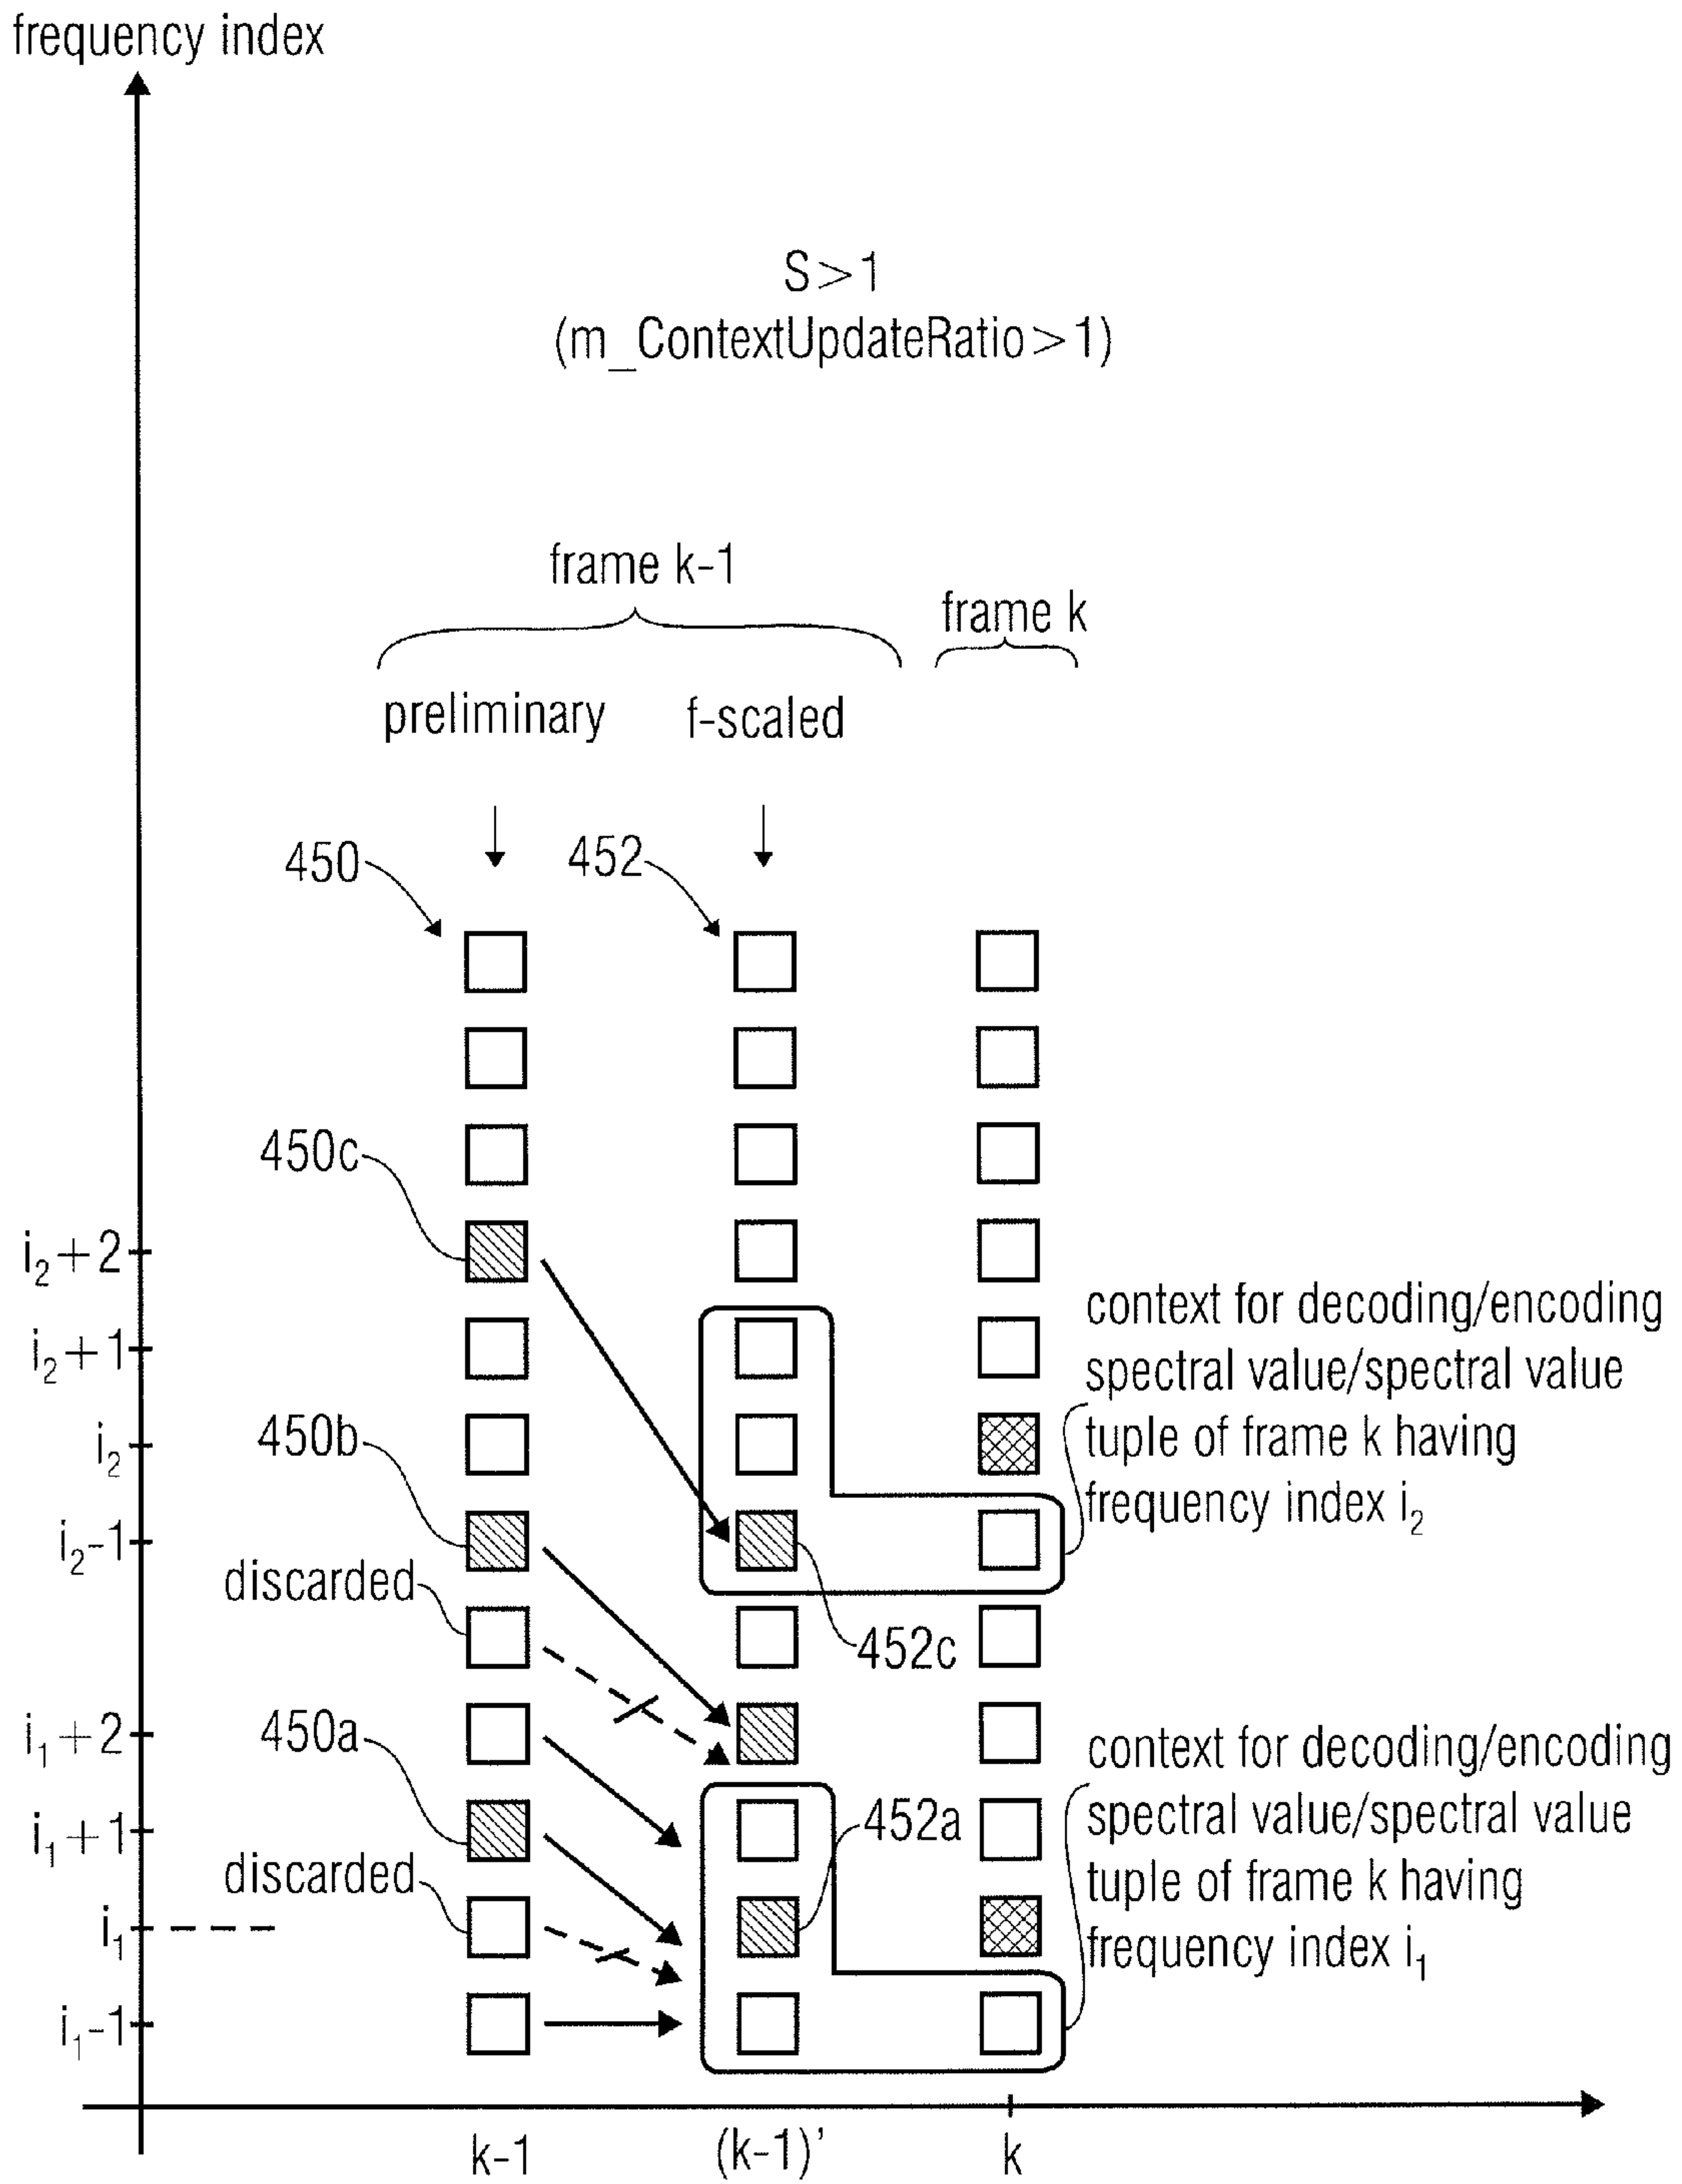 frequency index
S>1
(m_ContextUpdateRatio>1)
frame k-1
frame k
preliminary
f-scaled
450
452
450c
i₂+2
context for decoding/encoding
i₂+1
spectral value/spectral value
450b
i₂
tuple of frame k having
frequency index i₂
i₂-1
discarded
452c
i₁+2
450a
context for decoding/encoding
i₁+1
452a
spectral value/spectral value
discarded
tuple of frame k having
i₁
frequency index i₁
i₁-1
k-1
(k-1)’
k